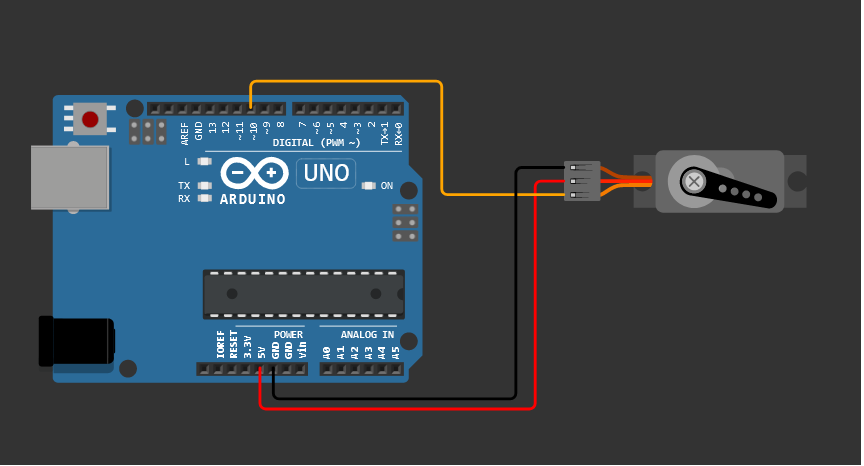 AREF
GND
13
12
~11
~10
~9
8
7
~6
~5
4
~3
2
TX→1
RX←0
DIGITAL (PWM ~)
L
TX
RX
UNO
ON
ARDUINO
POWER
ANALOG IN
IOREF
RESET
3.3V
5V
GND
GND
Vin
A0
A1
A2
A3
A4
A5